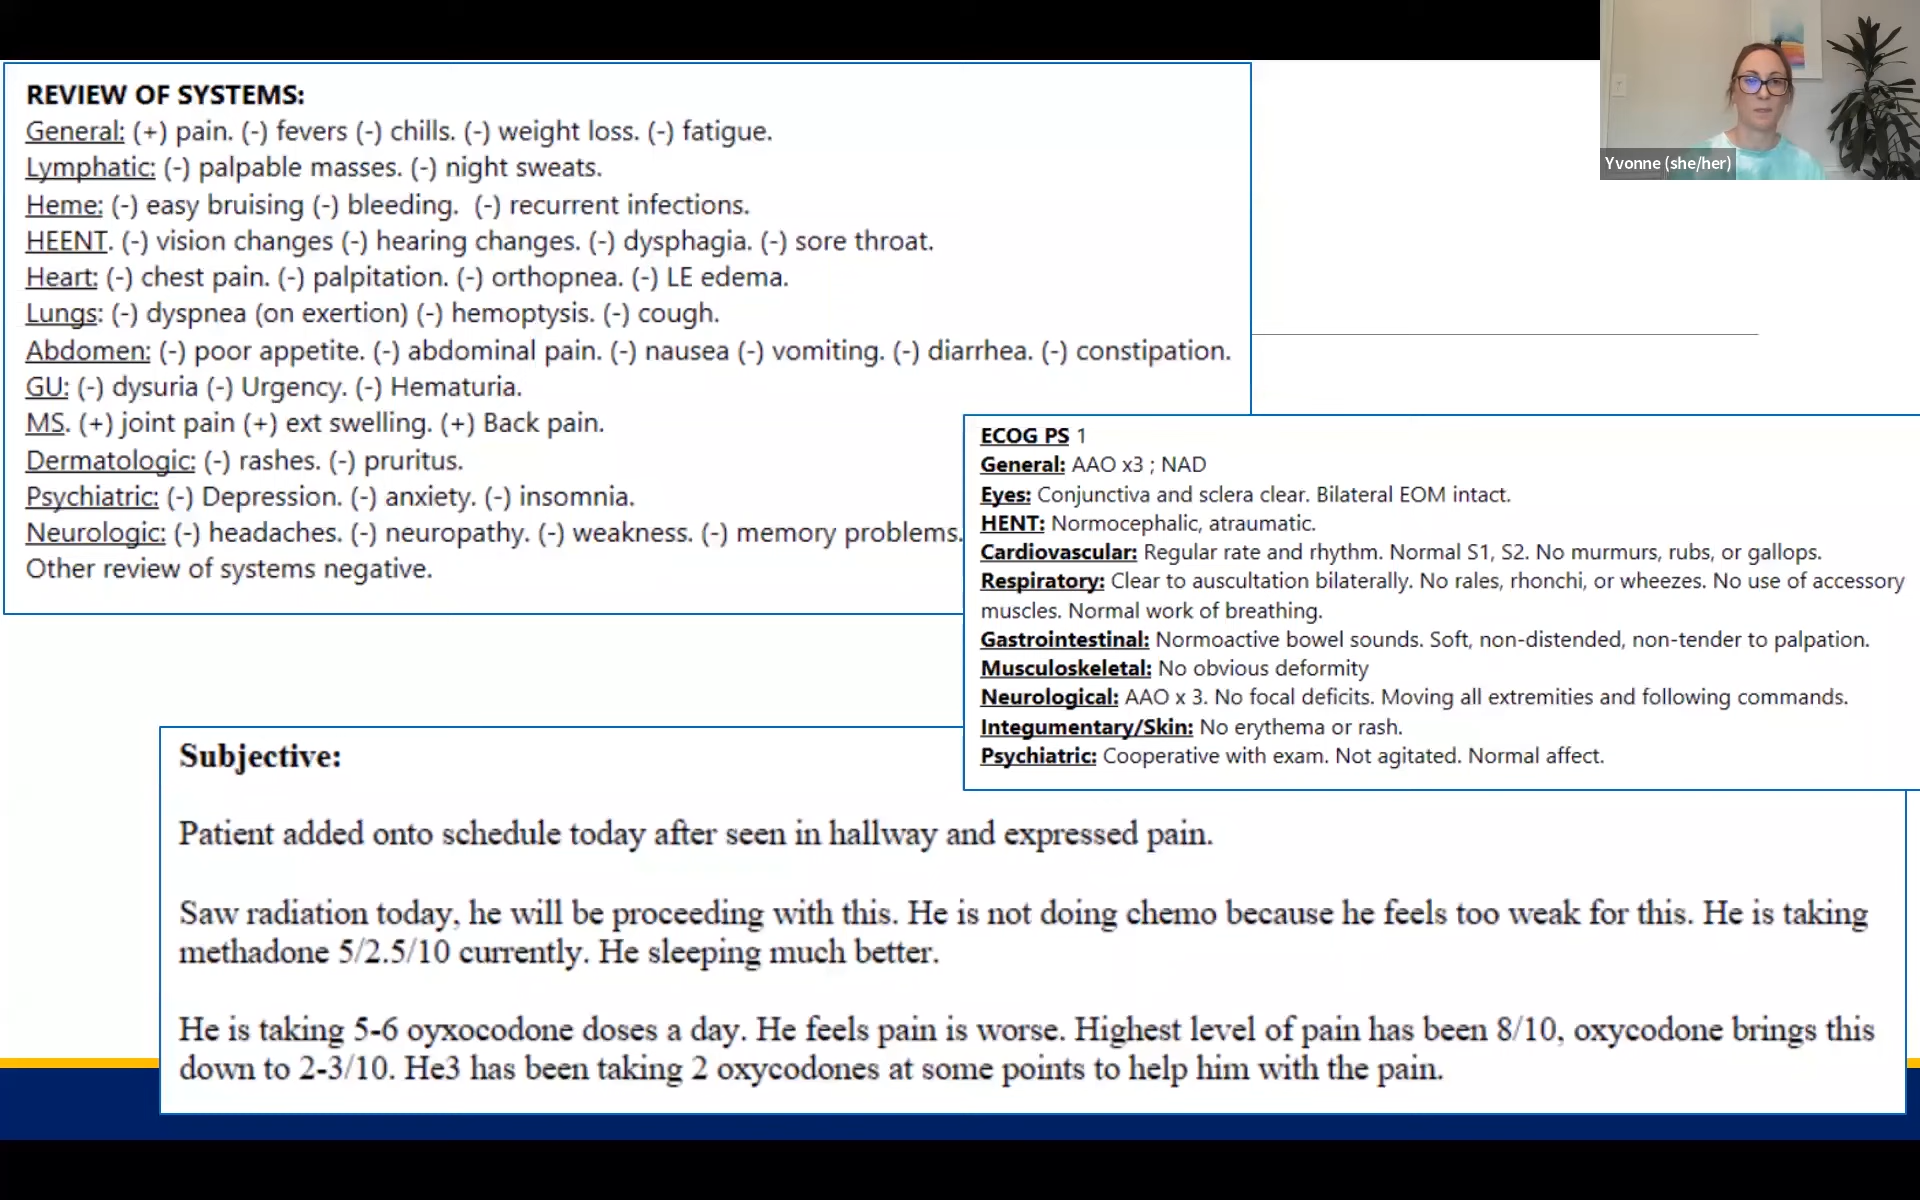 REVIEW OF SYSTEMS:
General: (+) pain. (-) fevers (-) chills. (-) weight loss. (-) fatigue.
Lymphatic: (-) palpable masses. (-) night sweats.
Heme: (-) easy bruising (-) bleeding.  (-) recurrent infections.
HEENT. (-) vision changes (-) hearing changes. (-) dysphagia. (-) sore throat.
Heart: (-) chest pain. (-) palpitation. (-) orthopnea. (-) LE edema.
Lungs: (-) dyspnea (on exertion) (-) hemoptysis. (-) cough.
Abdomen: (-) poor appetite. (-) abdominal pain. (-) nausea (-) vomiting. (-) diarrhea. (-) constipation.
GU: (-) dysuria (-) Urgency. (-) Hematuria.
MS. (+) joint pain (+) ext swelling. (+) Back pain.
Dermatologic: (-) rashes. (-) pruritus.
Psychiatric: (-) Depression. (-) anxiety. (-) insomnia.
Neurologic: (-) headaches. (-) neuropathy. (-) weakness. (-) memory problems.
Other review of systems negative.
Yvonne (she/her)
ECOG PS 1
General: AAO x3 ; NAD
Eyes: Conjunctiva and sclera clear. Bilateral EOM intact.
HENT: Normocephalic, atraumatic.
Cardiovascular: Regular rate and rhythm. Normal S1, S2. No murmurs, rubs, or gallops.
Respiratory: Clear to auscultation bilaterally. No rales, rhonchi, or wheezes. No use of accessory
muscles. Normal work of breathing.
Gastrointestinal: Normoactive bowel sounds. Soft, non-distended, non-tender to palpation.
Musculoskeletal: No obvious deformity
Neurological: AAO x 3. No focal deficits. Moving all extremities and following commands.
Integumentary/Skin: No erythema or rash.
Psychiatric: Cooperative with exam. Not agitated. Normal affect.
Subjective:
Patient added onto schedule today after seen in hallway and expressed pain.
Saw radiation today, he will be proceeding with this. He is not doing chemo because he feels too weak for this. He is taking
methadone 5/2.5/10 currently. He sleeping much better.
He is taking 5-6 oyxocodone doses a day. He feels pain is worse. Highest level of pain has been 8/10, oxycodone brings this
down to 2-3/10. He3 has been taking 2 oxycodones at some points to help him with the pain.